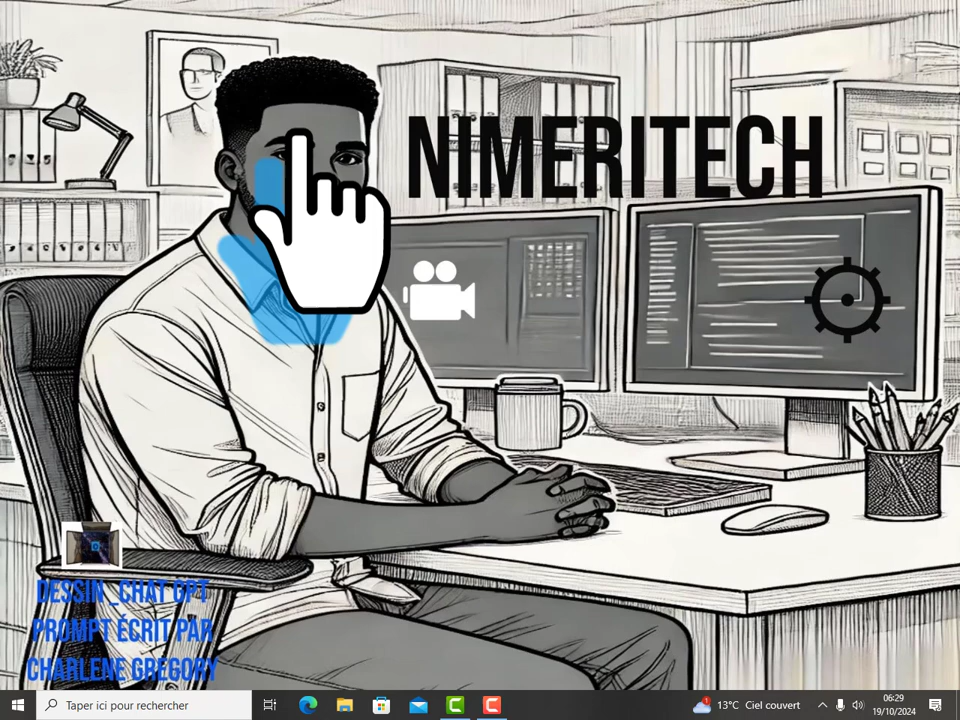 NIMERITECH
DESSIN _CHAT GPT
PROMPT ÉCRIT PAR
CHARLENE GREGORY
Taper ici pour rechercher
13°C Ciel couvert
06:29
19/10/2024